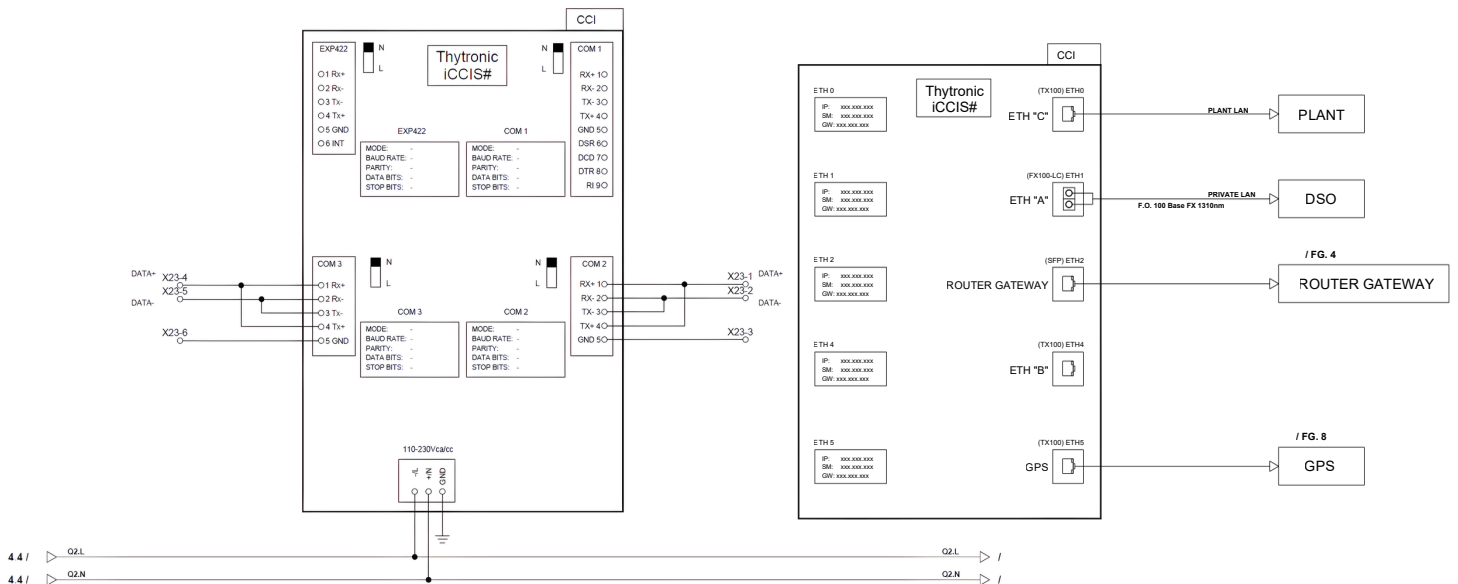 CCI
EXP422
N
L
Thytronic
iCCIS#
N
L
COM 1
1 Rx+
2 Rx-
3 Tx-
4 Tx+
5 GND
6 INT
RX+ 1
RX- 2
TX- 3
TX+ 4
GND 5
DSR 6
DCD 7
DTR 8
RI 9
EXP422
MODE: -
BAUD RATE: -
PARITY: -
DATA BITS: -
STOP BITS: -
COM 1
MODE: -
BAUD RATE: -
PARITY: -
DATA BITS: -
STOP BITS: -
DATA+
X23-4
X23-5
DATA-
X23-6
COM 3
N
L
1 Rx+
2 Rx-
3 Tx-
4 Tx+
5 GND
N
L
COM 2
RX+ 1
RX- 2
TX- 3
TX+ 4
GND 5
X23-1 DATA+
X23-2
DATA-
X23-3
COM 3
MODE: -
BAUD RATE: -
PARITY: -
DATA BITS: -
STOP BITS: -
COM 2
MODE: -
BAUD RATE: -
PARITY: -
DATA BITS: -
STOP BITS: -
110-230Vca/cc
-/L
+/N
GND
4.4 / Q2.L Q2.L /
4.4 / Q2.N Q2.N /
CCI
Thytronic
iCCIS#
ETH 0
IP: xxx.xxx.xxx
SM: xxx.xxx.xxx
GW: xxx.xxx.xxx
(TX100) ETH0
ETH "C"
PLANT LAN
PLANT
ETH 1
IP: xxx.xxx.xxx
SM: xxx.xxx.xxx
GW: xxx.xxx.xxx
(FX100-LC) ETH1
ETH "A"
PRIVATE LAN
F.O. 100 Base FX 1310nm
DSO
ETH 2
IP: xxx.xxx.xxx
SM: xxx.xxx.xxx
GW: xxx.xxx.xxx
(SFP) ETH2
ROUTER GATEWAY
/ FG. 4
ROUTER GATEWAY
ETH 4
IP: xxx.xxx.xxx
SM: xxx.xxx.xxx
GW: xxx.xxx.xxx
(TX100) ETH4
ETH "B"
ETH 5
IP: xxx.xxx.xxx
SM: xxx.xxx.xxx
GW: xxx.xxx.xxx
(TX100) ETH5
GPS
/ FG. 8
GPS